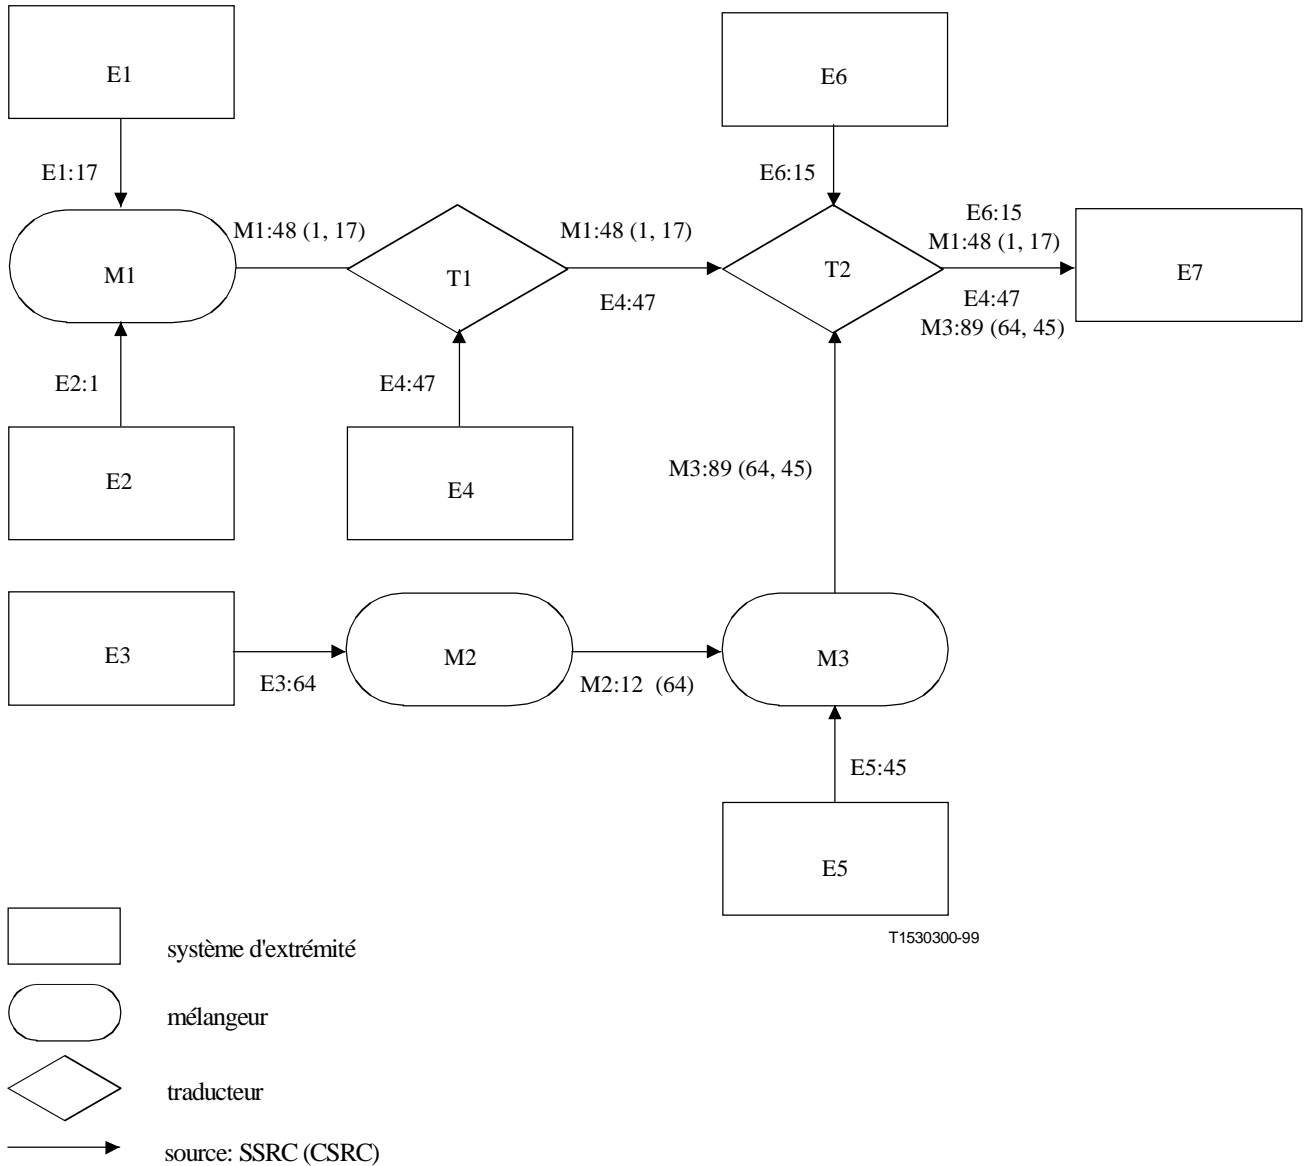 E1
E6
E1:17
E6:15
M1:48 (1, 17)
M1:48 (1, 17)
E6:15
M1:48 (1, 17)
M1
T1
T2
E7
E4:47
E4:47
M3:89 (64, 45)
E2:1
E4:47
E2
E4
M3:89 (64, 45)
E3
M2
M3
E3:64
M2:12 (64)
E5:45
E5
T1530300-99
système d'extrémité
mélangeur
traducteur
source: SSRC (CSRC)